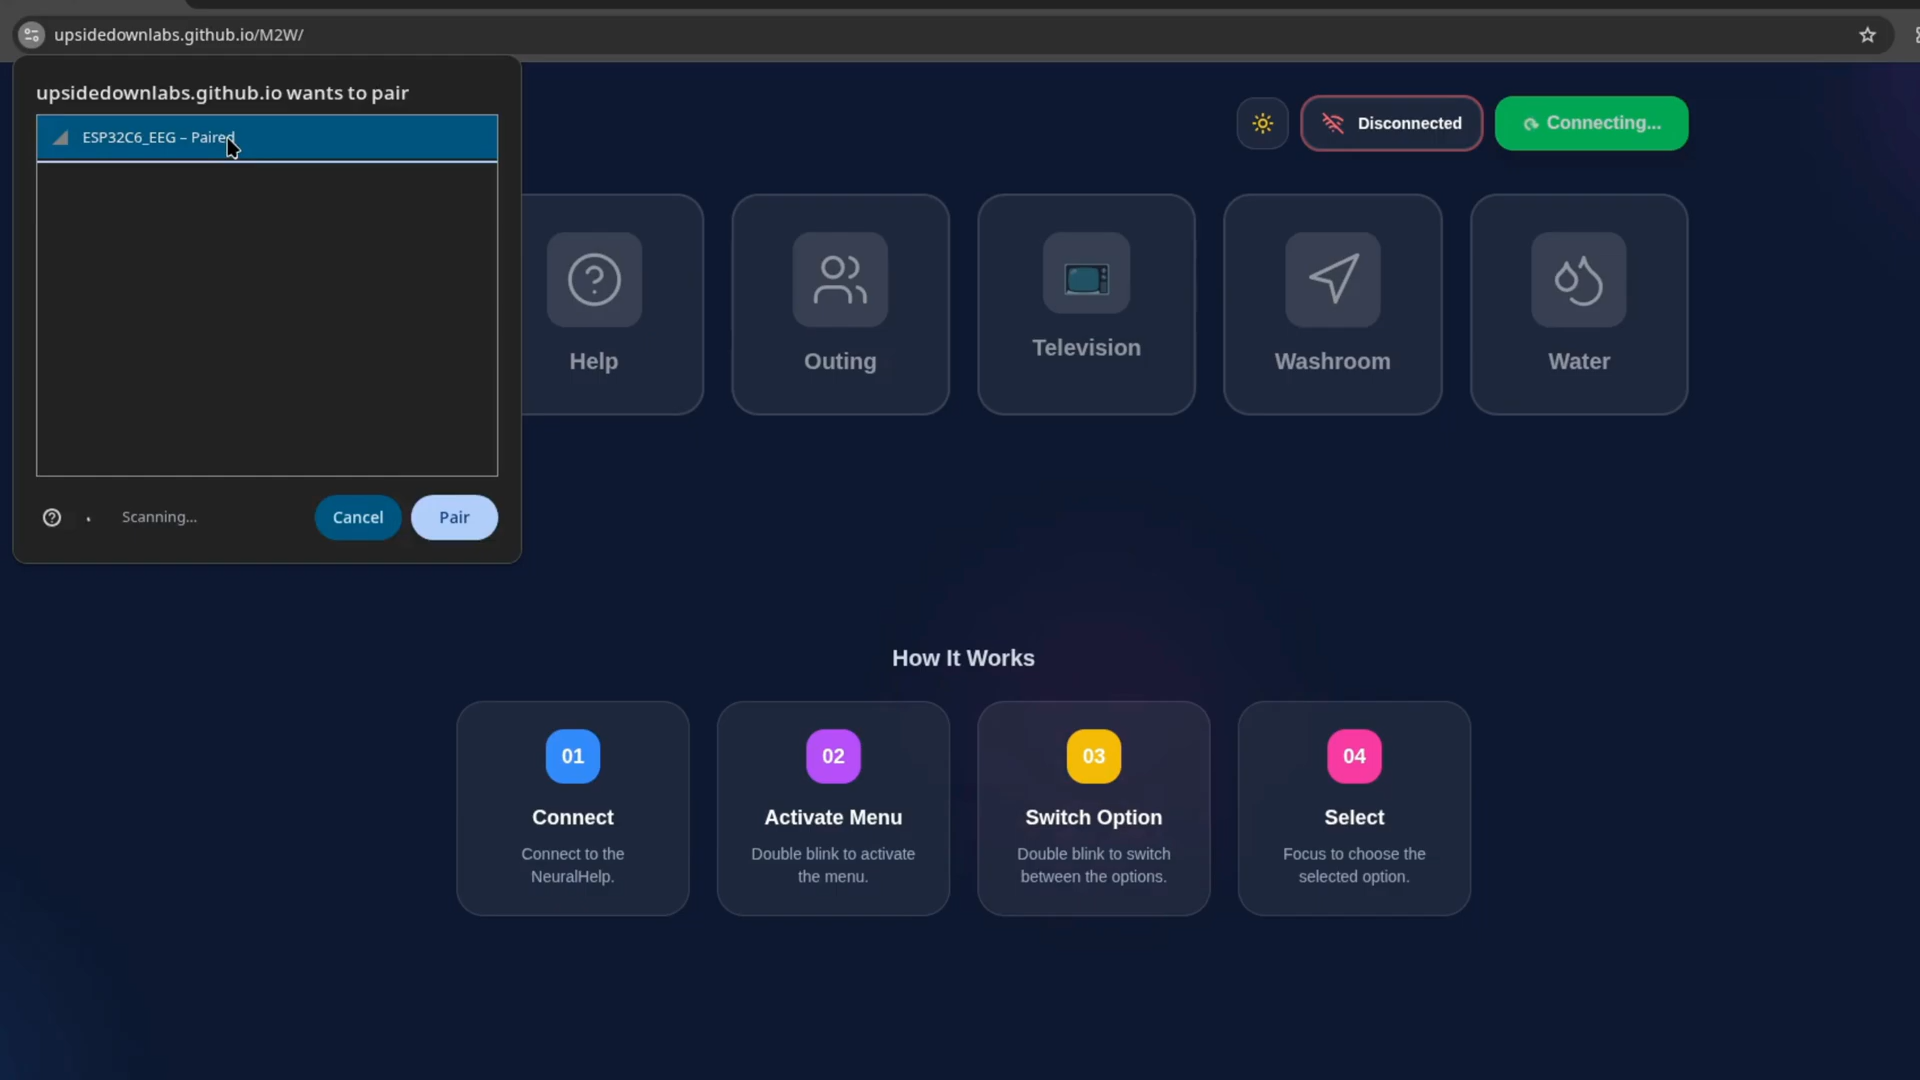 upsidedownlabs.github.io/M2W/
upsidedownlabs.github.io wants to pair
ESP32C6_EEG – Paired
Scanning...
Cancel
Pair
Disconnected
Connecting...
Help
Outing
Television
Washroom
Water
How It Works
01
Connect
Connect to the
NeuralHelp.
02
Activate Menu
Double blink to activate
the menu.
03
Switch Option
Double blink to switch
between the options.
04
Select
Focus to choose the
selected option.